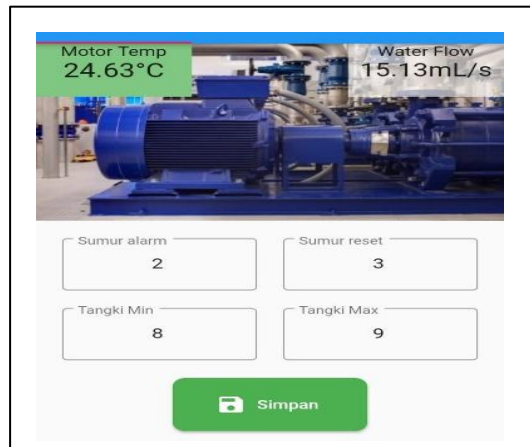 Motor Temp
24.63°C
Water Flow
15.13mL/s
Sumur alarm
2
Sumur reset
3
Tangki Min
8
Tangki Max
9
Simpan